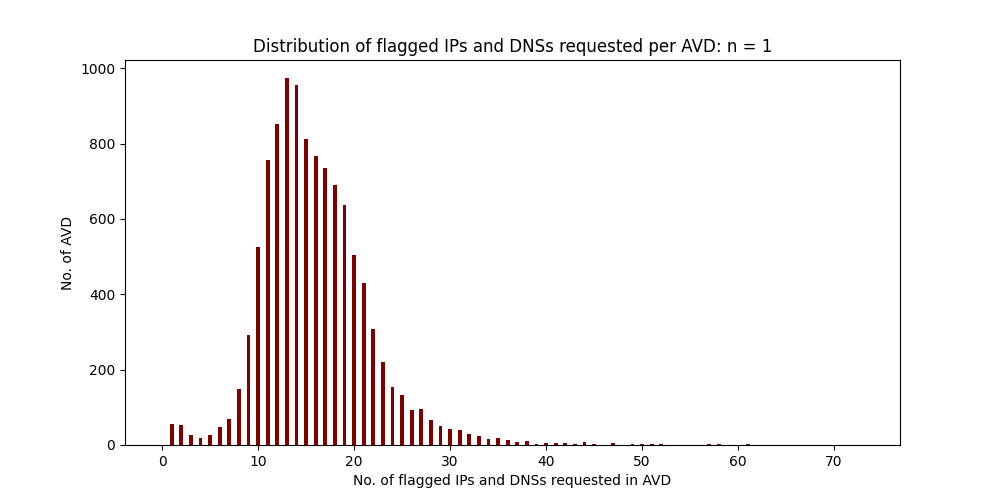 Distribution of flagged IPs and DNSs requested per AVD: n = 1
1000
800
600
400
200
0
No. of AVD
0 10 20 30 40 50 60 70
No. of flagged IPs and DNSs requested in AVD